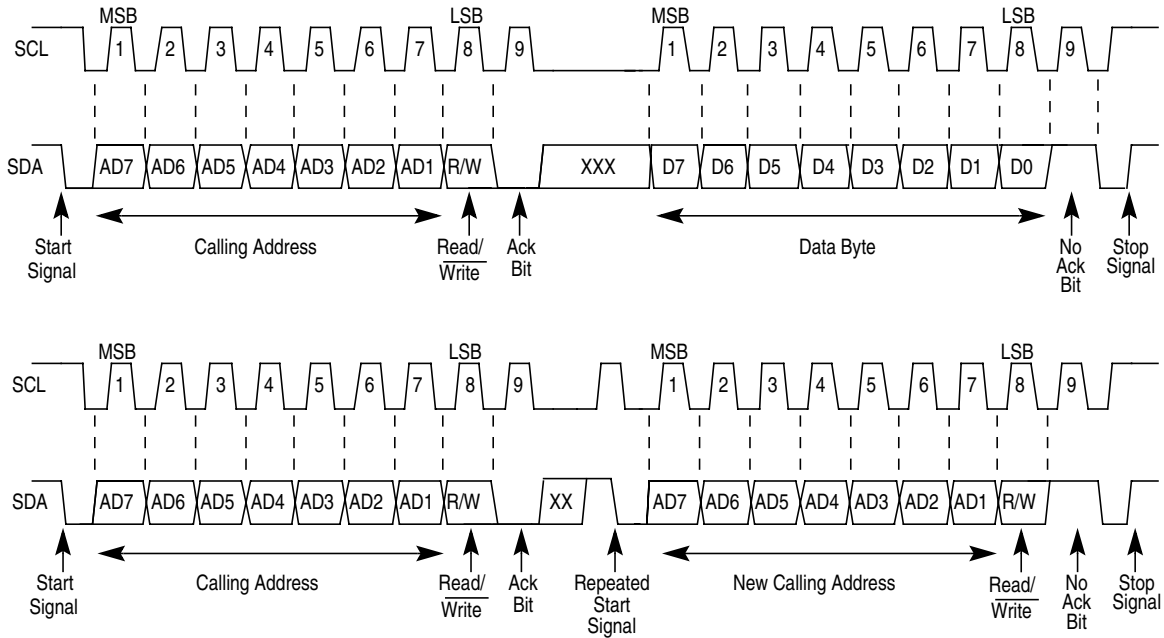 MSB LSB MSB LSB
SCL 1 2 3 4 5 6 7 8 9 1 2 3 4 5 6 7 8 9
SDA AD7 AD6 AD5 AD4 AD3 AD2 AD1 R/W XXX D7 D6 D5 D4 D3 D2 D1 D0
Start Signal
Calling Address
Read/
Write
Ack
Bit
Data Byte
No
Ack
Bit
Stop
Signal
MSB LSB MSB LSB
SCL 1 2 3 4 5 6 7 8 9 1 2 3 4 5 6 7 8 9
SDA AD7 AD6 AD5 AD4 AD3 AD2 AD1 R/W XX AD7 AD6 AD5 AD4 AD3 AD2 AD1 R/W
Start
Signal
Calling Address
Read/
Write
Ack
Bit
Repeated
Start
Signal
New Calling Address
Read/
Write
No
Ack
Bit
Stop
Signal